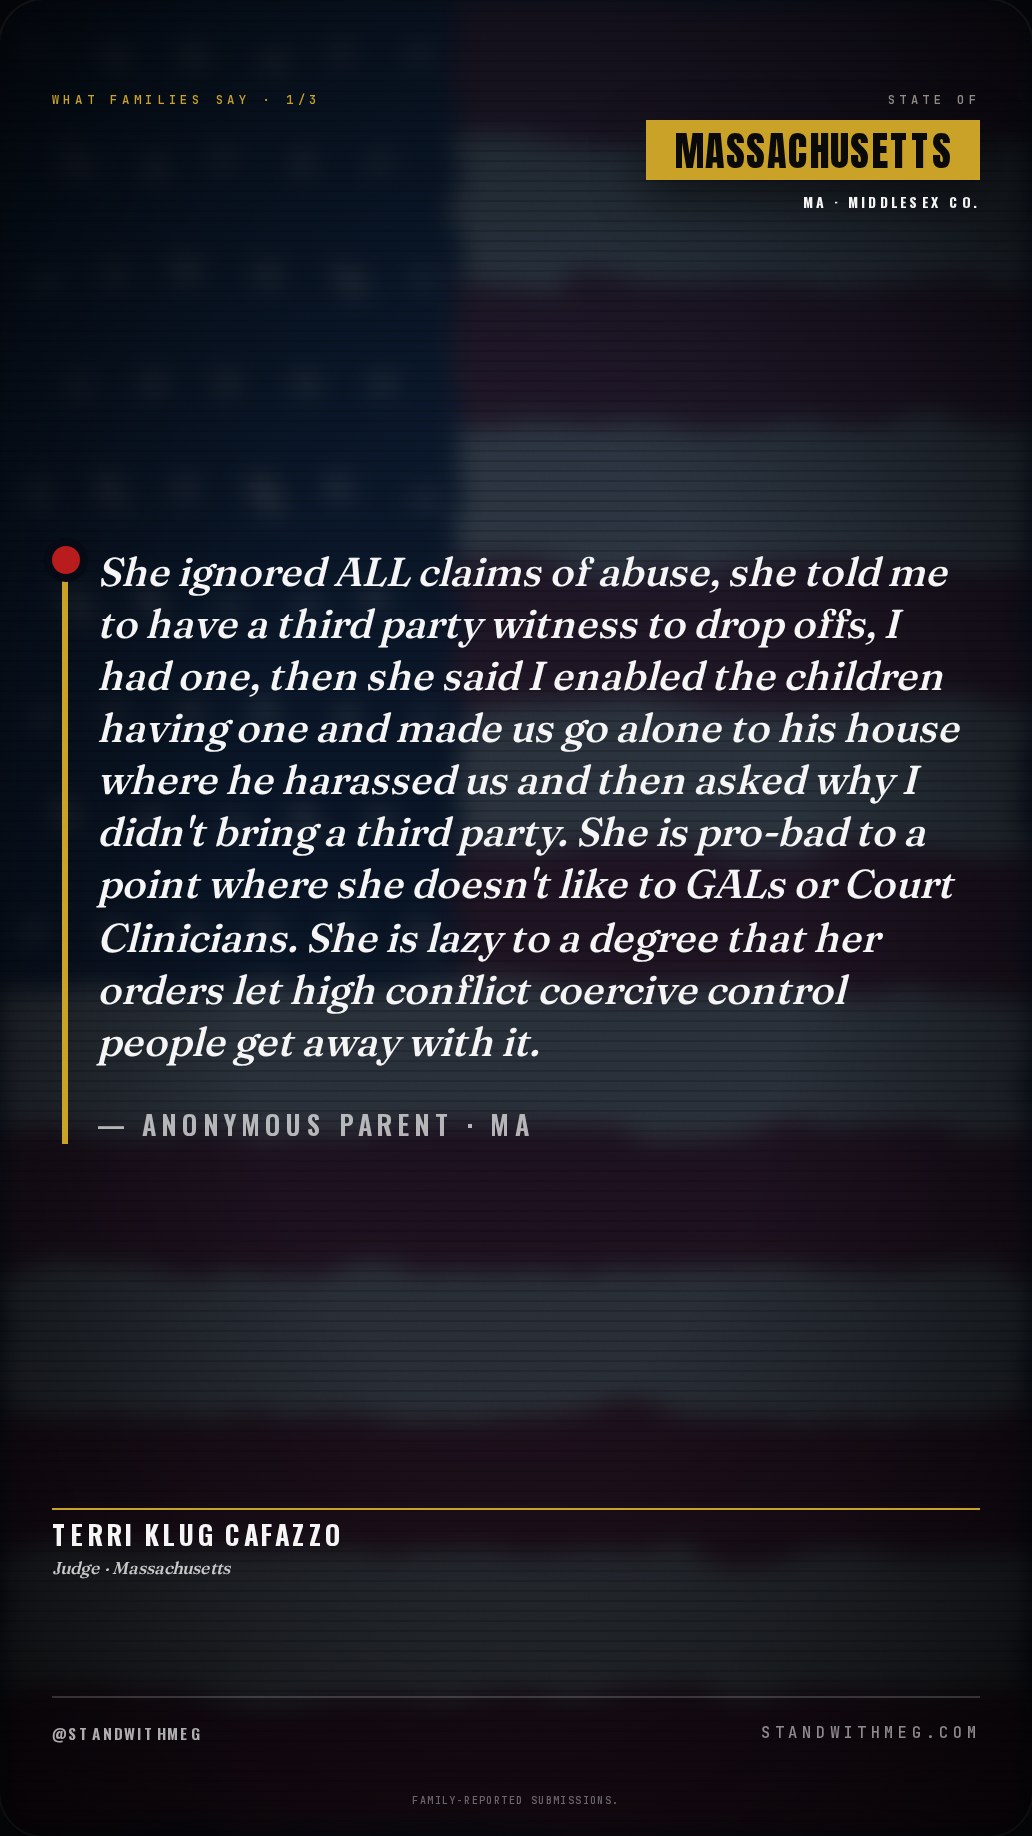 WHAT FAMILIES SAY · 1/3
STATE OF
MASSACHUSETTS
MA · MIDDLESEX CO.
She ignored ALL claims of abuse, she told me
to have a third party witness to drop offs, I
had one, then she said I enabled the children
having one and made us go alone to his house
where he harassed us and then asked why I
didn't bring a third party. She is pro-bad to a
point where she doesn't like to GALs or Court
Clinicians. She is lazy to a degree that her
orders let high conflict coercive control
people get away with it.
— ANONYMOUS PARENT · MA
TERRI KLUG CAFAZZO
Judge · Massachusetts
@STANDWITHMEG
STANDWITHMEG.COM
FAMILY-REPORTED SUBMISSIONS.